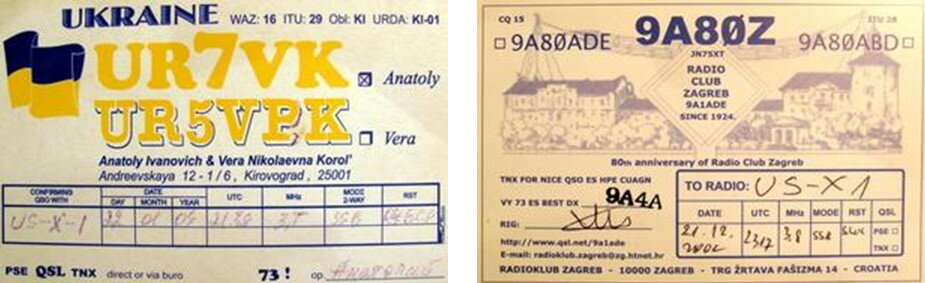 UKRAINE WAZ: 16 ITU: 29 Obl: KI URDA: KI-01
UR7VK
Anatoly
UR5VPK
Vera
Anatoly Ivanovich & Vera Nikolaevna Korol'
Andreevskaya 12 - 1 / 6 , Kirovograd , 25001
CONFIRMING QSO WITH DATE UTC MHz MODE 2-WAY RST
DAY MONTH YEAR
US-X-1
PSE QSL TNX direct or via buro 73 ! op. Анатолий
CQ 15 ITU 28
9A80ADE 9A8ØZ 9A80ABD
JN75XT
RADIO
CLUB
ZAGREB
9A1ADE
SINCE 1924.
80th anniversary of Radio Club Zagreb
TNX FOR NICE QSO ES HPE CUAGN
VY 73 ES BEST DX 9A4A
RIG:
http://www.qsl.net/9a1ade
E-mail: radioklub.zagreb@zg.htnet.hr
TO RADIO: US-X1
DATE UTC MHz MODE RST QSL
21. 12. 2317 3,8 SSB PSE
TNX
RADIOKLUB ZAGREB - 10000 ZAGREB - TRG ŽRTAVA FAŠIZMA 14 - CROATIA